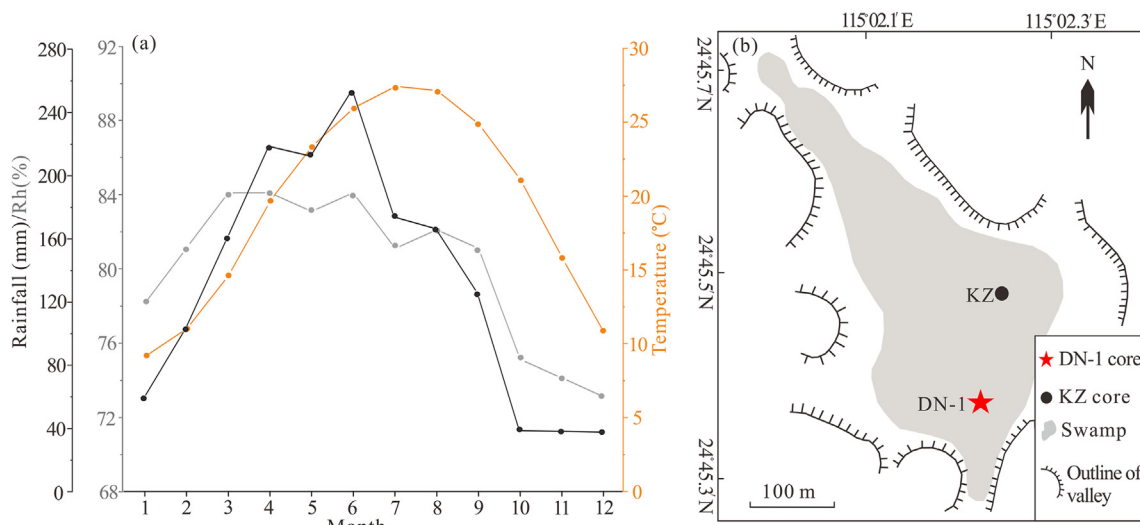 (a)
Rainfall (mm)/Rh(%)
280
240
200
160
120
80
40
0
92
88
84
80
76
72
68
30
25
20
15
10
5
0
Temperature (℃)
1 2 3 4 5 6 7 8 9 10 11 12
Month
(b)
115°02.1′E 115°02.3′E
24°45.7′N
24°45.5′N
24°45.3′N
N
KZ
DN-1
DN-1 core
KZ core
Swamp
Outline of
valley
100 m